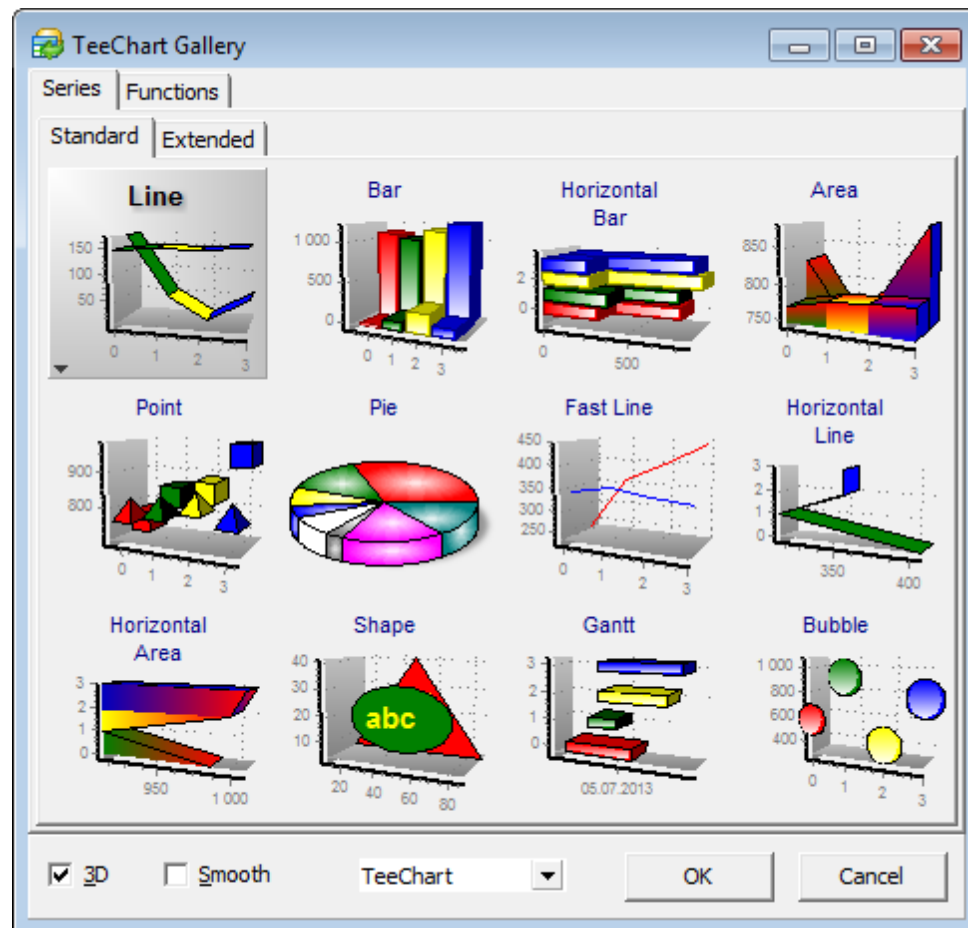 TeeChart Gallery
Series Functions
Standard Extended
Line
150
100
50
0 1 2 3
Bar
1 000
500
0
0 1 2 3
Horizontal
Bar
2
0
0 500
Area
850
800
750
0 1 2 3
Point
900
800
0 1 2 3
Pie
Fast Line
450
400
350
300
250
0 1 2 3
Horizontal
Line
3
2
1
0
350 400
Horizontal
Area
3
2
1
0
950 1 000
Shape
40
30
20
10
abc
20 40 60 80
Gantt
3
2
1
0
05.07.2013
Bubble
1 000
800
600
400
0 1 2 3
3D Smooth TeeChart OK Cancel